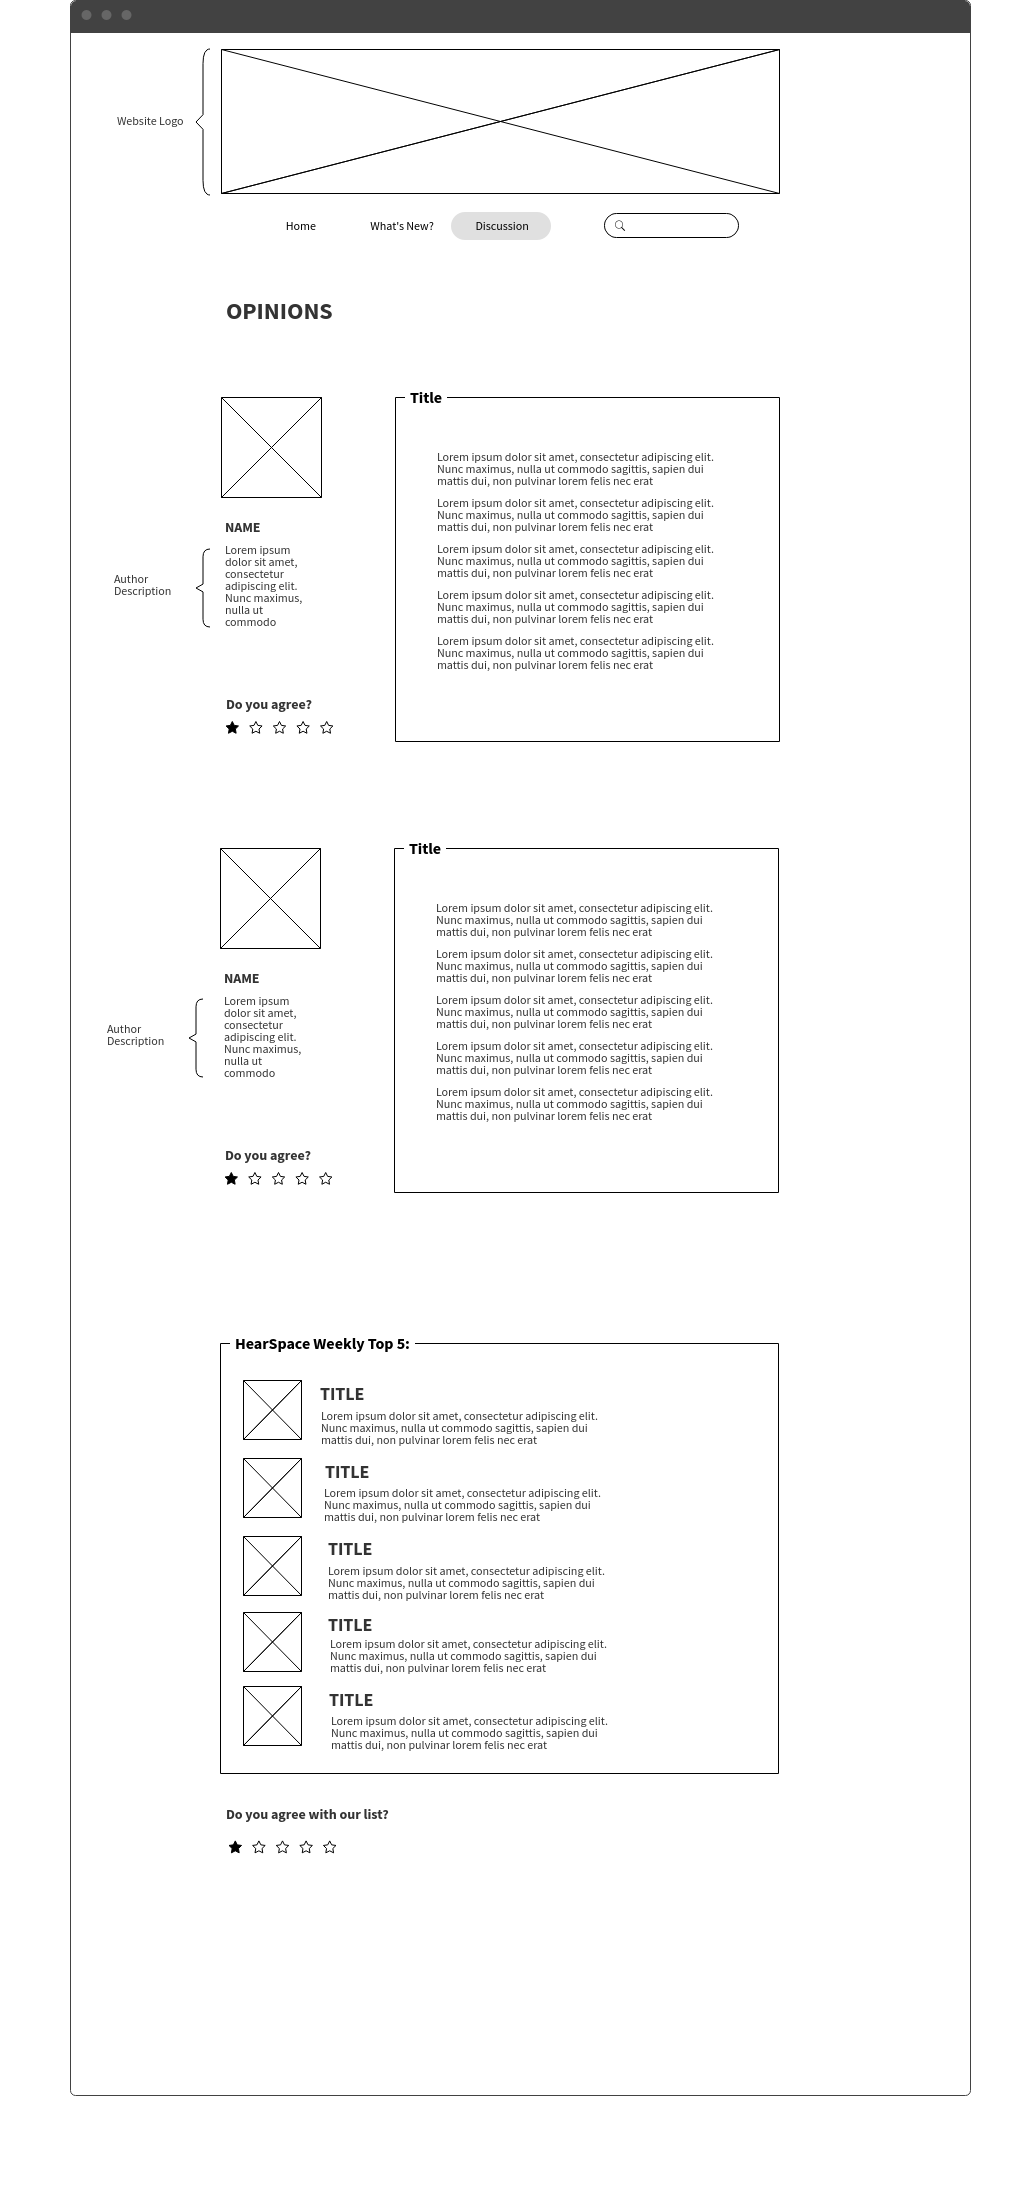 Website Logo
Home What's New? Discussion
OPINIONS
Title
Lorem ipsum dolor sit amet, consectetur adipiscing elit.
Nunc maximus, nulla ut commodo sagittis, sapien dui
mattis dui, non pulvinar lorem felis nec erat
Lorem ipsum dolor sit amet, consectetur adipiscing elit.
Nunc maximus, nulla ut commodo sagittis, sapien dui
mattis dui, non pulvinar lorem felis nec erat
Lorem ipsum dolor sit amet, consectetur adipiscing elit.
Nunc maximus, nulla ut commodo sagittis, sapien dui
mattis dui, non pulvinar lorem felis nec erat
Lorem ipsum dolor sit amet, consectetur adipiscing elit.
Nunc maximus, nulla ut commodo sagittis, sapien dui
mattis dui, non pulvinar lorem felis nec erat
Lorem ipsum dolor sit amet, consectetur adipiscing elit.
Nunc maximus, nulla ut commodo sagittis, sapien dui
mattis dui, non pulvinar lorem felis nec erat
NAME
Author
Description
Lorem ipsum
dolor sit amet,
consectetur
adipiscing elit.
Nunc maximus,
nulla ut
commodo
Do you agree?
Title
Lorem ipsum dolor sit amet, consectetur adipiscing elit.
Nunc maximus, nulla ut commodo sagittis, sapien dui
mattis dui, non pulvinar lorem felis nec erat
Lorem ipsum dolor sit amet, consectetur adipiscing elit.
Nunc maximus, nulla ut commodo sagittis, sapien dui
mattis dui, non pulvinar lorem felis nec erat
Lorem ipsum dolor sit amet, consectetur adipiscing elit.
Nunc maximus, nulla ut commodo sagittis, sapien dui
mattis dui, non pulvinar lorem felis nec erat
Lorem ipsum dolor sit amet, consectetur adipiscing elit.
Nunc maximus, nulla ut commodo sagittis, sapien dui
mattis dui, non pulvinar lorem felis nec erat
Lorem ipsum dolor sit amet, consectetur adipiscing elit.
Nunc maximus, nulla ut commodo sagittis, sapien dui
mattis dui, non pulvinar lorem felis nec erat
NAME
Author
Description
Lorem ipsum
dolor sit amet,
consectetur
adipiscing elit.
Nunc maximus,
nulla ut
commodo
Do you agree?
HearSpace Weekly Top 5:
TITLE
Lorem ipsum dolor sit amet, consectetur adipiscing elit.
Nunc maximus, nulla ut commodo sagittis, sapien dui
mattis dui, non pulvinar lorem felis nec erat
TITLE
Lorem ipsum dolor sit amet, consectetur adipiscing elit.
Nunc maximus, nulla ut commodo sagittis, sapien dui
mattis dui, non pulvinar lorem felis nec erat
TITLE
Lorem ipsum dolor sit amet, consectetur adipiscing elit.
Nunc maximus, nulla ut commodo sagittis, sapien dui
mattis dui, non pulvinar lorem felis nec erat
TITLE
Lorem ipsum dolor sit amet, consectetur adipiscing elit.
Nunc maximus, nulla ut commodo sagittis, sapien dui
mattis dui, non pulvinar lorem felis nec erat
TITLE
Lorem ipsum dolor sit amet, consectetur adipiscing elit.
Nunc maximus, nulla ut commodo sagittis, sapien dui
mattis dui, non pulvinar lorem felis nec erat
Do you agree with our list?